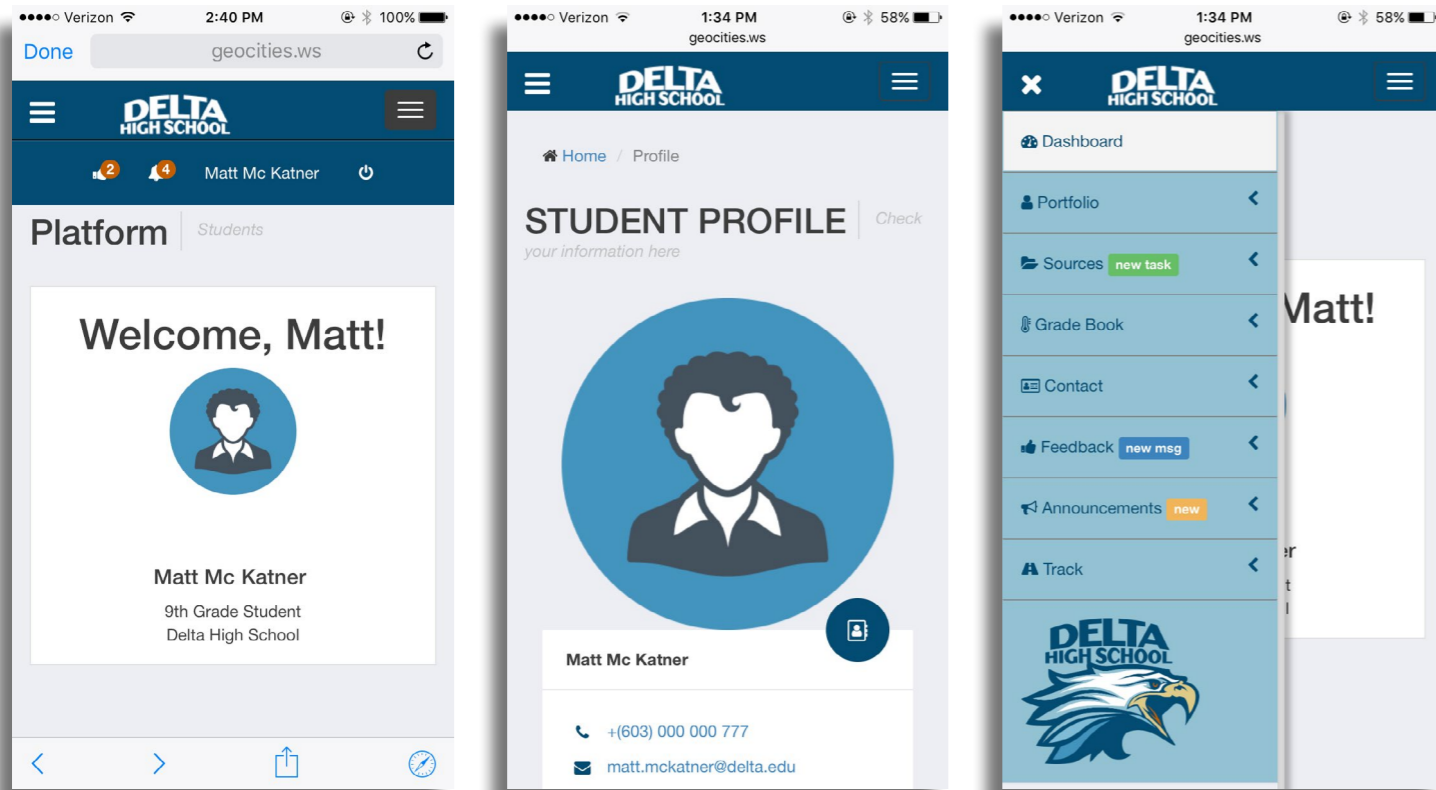 Verizon 2:40 PM 100%
Done geocities.ws
DELTA
HIGH SCHOOL
2 4 Matt Mc Katner
Platform Students
Welcome, Matt!
Matt Mc Katner
9th Grade Student
Delta High School
Verizon 1:34 PM 58%
geocities.ws
DELTA
HIGH SCHOOL
Home / Profile
STUDENT PROFILE Check
your information here
Matt Mc Katner
+(603) 000 000 777
matt.mckatner@delta.edu
Verizon 1:34 PM 58%
geocities.ws
DELTA
HIGH SCHOOL
Dashboard
Portfolio
Sources new task
Grade Book
Matt!
Contact
Feedback new msg
Announcements new
er
Track
t
l
DELTA
HIGH SCHOOL